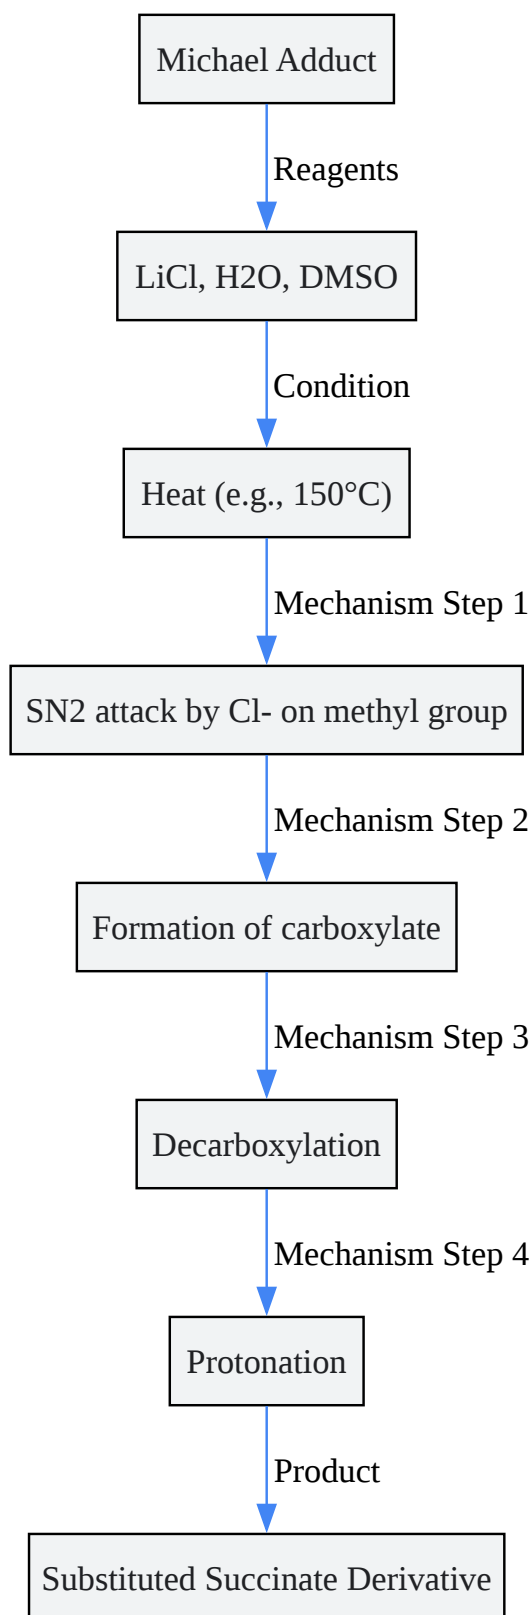 Michael Adduct
Reagents
LiCl, H2O, DMSO
Condition
Heat (e.g., 150°C)
Mechanism Step 1
SN2 attack by Cl- on methyl group
Mechanism Step 2
Formation of carboxylate
Mechanism Step 3
Decarboxylation
Mechanism Step 4
Protonation
Product
Substituted Succinate Derivative